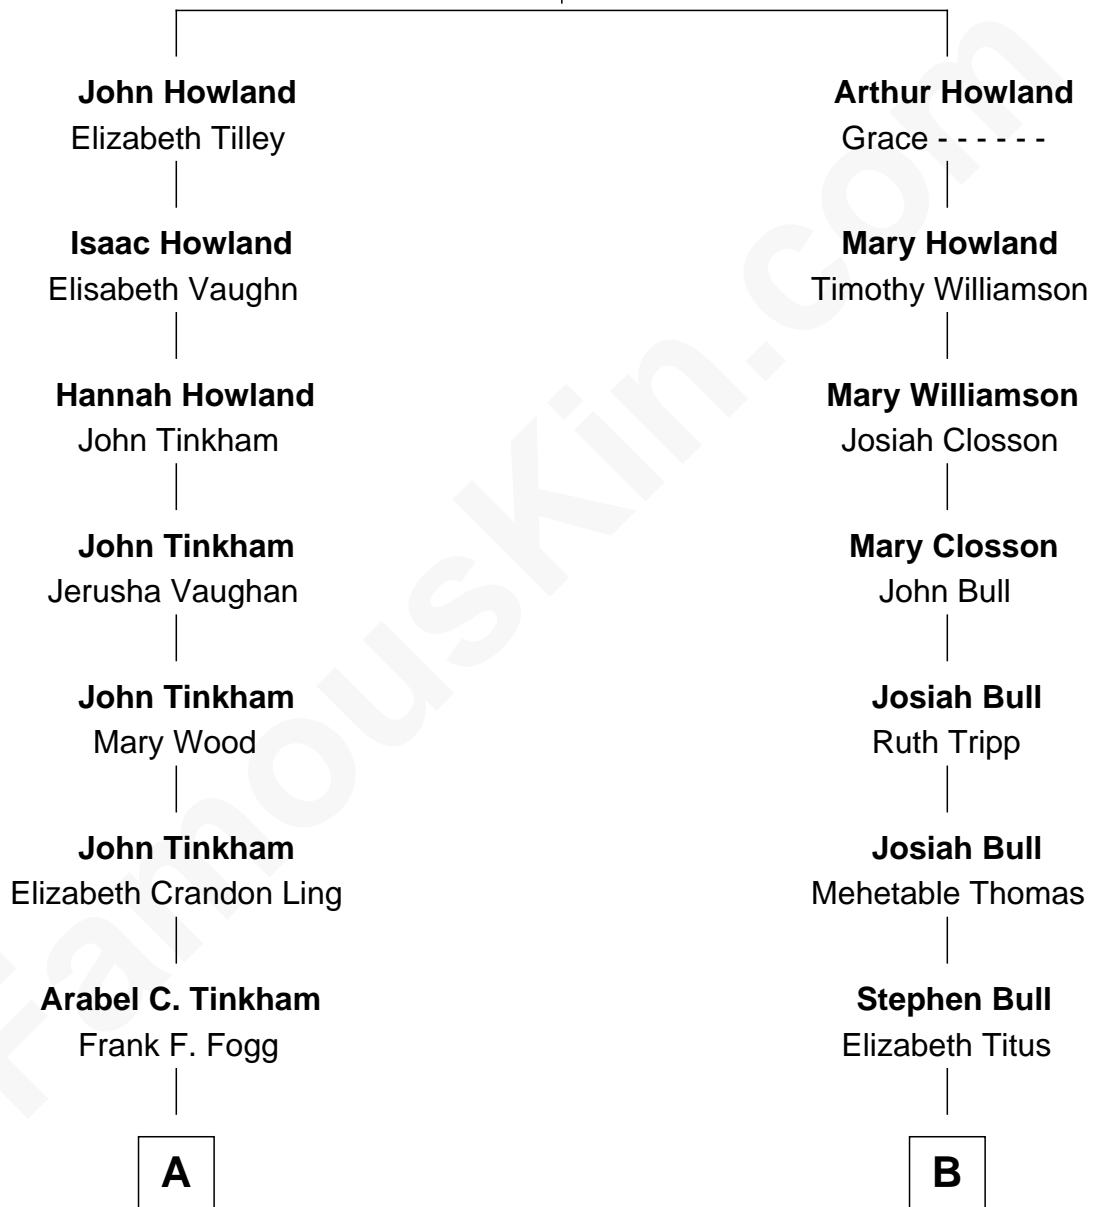 John Howland
Elizabeth Tilley
Isaac Howland
Elisabeth Vaughn
Hannah Howland
John Tinkham
John Tinkham
Jerusha Vaughan
John Tinkham
Mary Wood
John Tinkham
Elizabeth Crandon Ling
Arabel C. Tinkham
Frank F. Fogg
A
Arthur Howland
Grace - - - - - -
Mary Howland
Timothy Williamson
Mary Williamson
Josiah Closson
Mary Closson
John Bull
Josiah Bull
Ruth Tripp
Josiah Bull
Mehetable Thomas
Stephen Bull
Elizabeth Titus
B
FamousKin.com